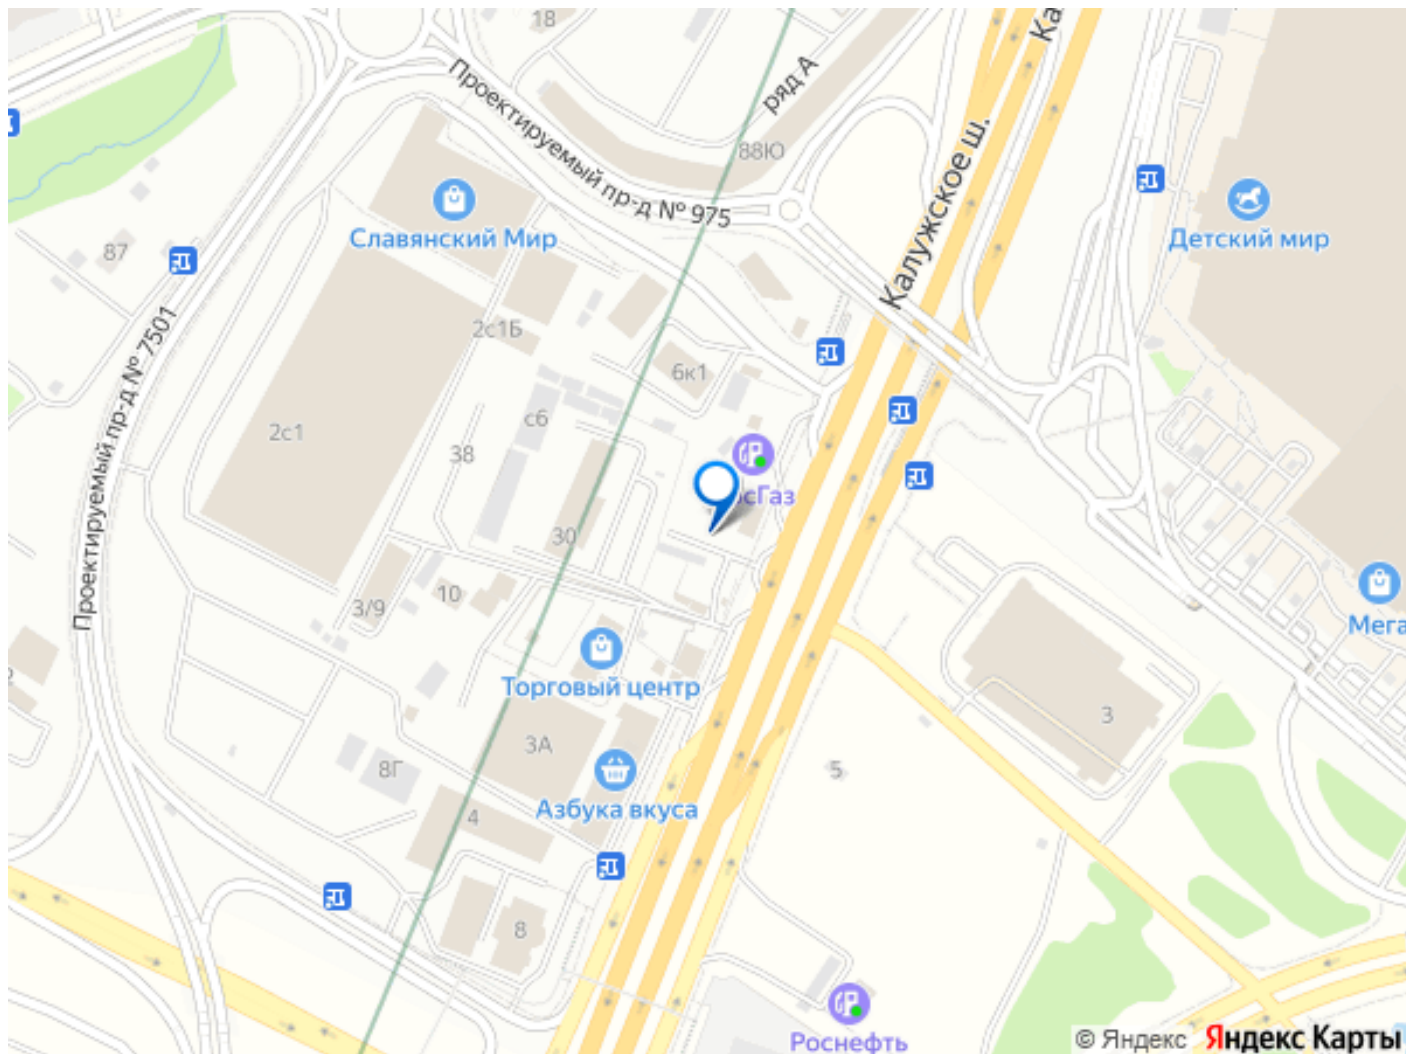 18
Ка
ряд А
Проектируемый пр-д № 975
88Ю
Калужское ш.
Славянский Мир
Детский мир
87
2с1Б
Проектируемый пр-д № 7501
6к1
с6
2с1
38
30
3/9
10
Мега
Торговый центр
3А
3
8Г
5
Азбука вкуса
4
8
Роснефть
© Яндекс Яндекс Карты